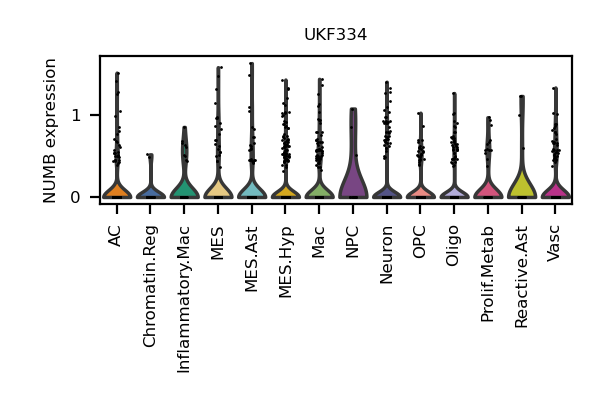 UKF334
NUMB expression
1
0
AC
Chromatin.Reg
Inflammatory.Mac
MES
MES.Ast
MES.Hyp
Mac
NPC
Neuron
OPC
Oligo
Prolif.Metab
Reactive.Ast
Vasc